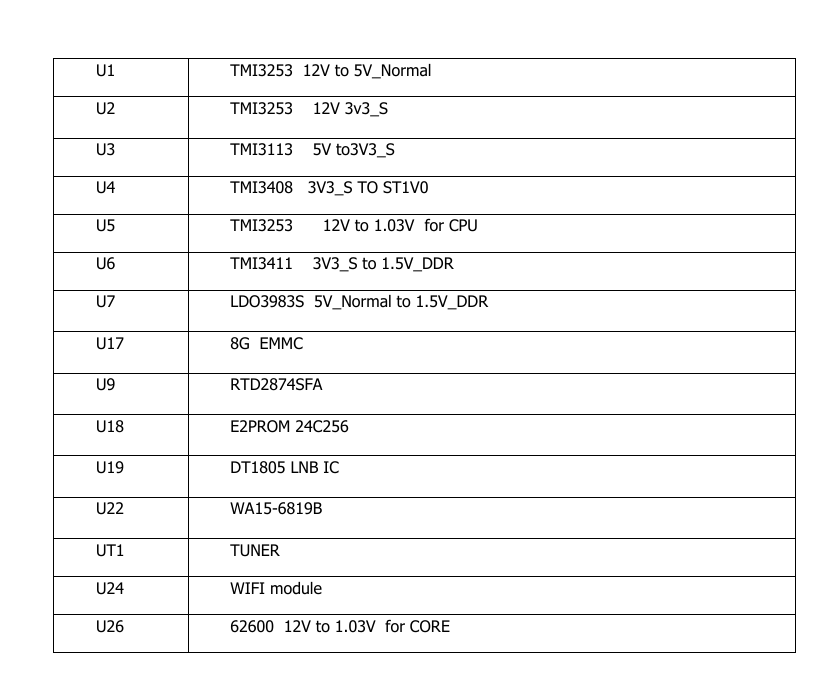 U1 TMI3253 12V to 5V_Normal
U2 TMI3253 12V 3v3_S
U3 TMI3113 5V to3V3_S
U4 TMI3408 3V3_S TO ST1V0
U5 TMI3253 12V to 1.03V for CPU
U6 TMI3411 3V3_S to 1.5V_DDR
U7 LDO3983S 5V_Normal to 1.5V_DDR
U17 8G EMMC
U9 RTD2874SFA
U18 E2PROM 24C256
U19 DT1805 LNB IC
U22 WA15-6819B
UT1 TUNER
U24 WIFI module
U26 62600 12V to 1.03V for CORE